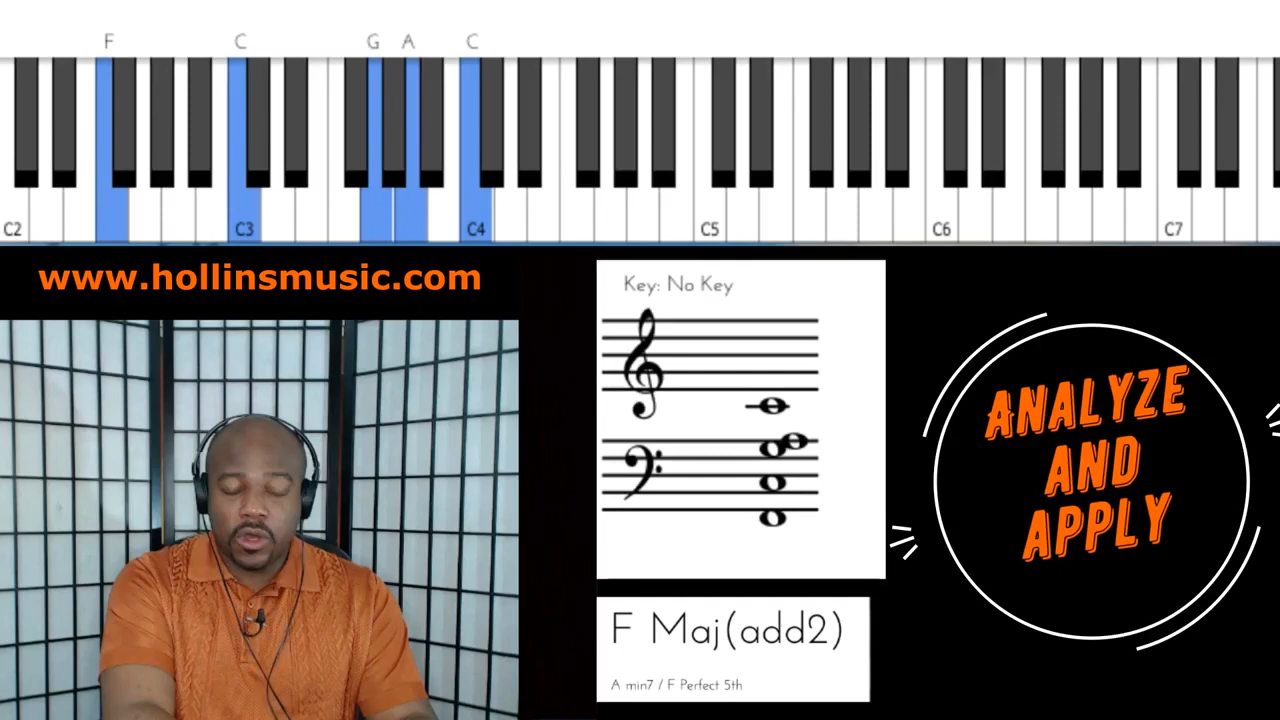 F C G A C
C2 C3 C4 C5 C6 C7
www.hollinsmusic.com
Key: No Key
ANALYZE
AND
APPLY
F Maj(add2)
A min7 / F Perfect 5th